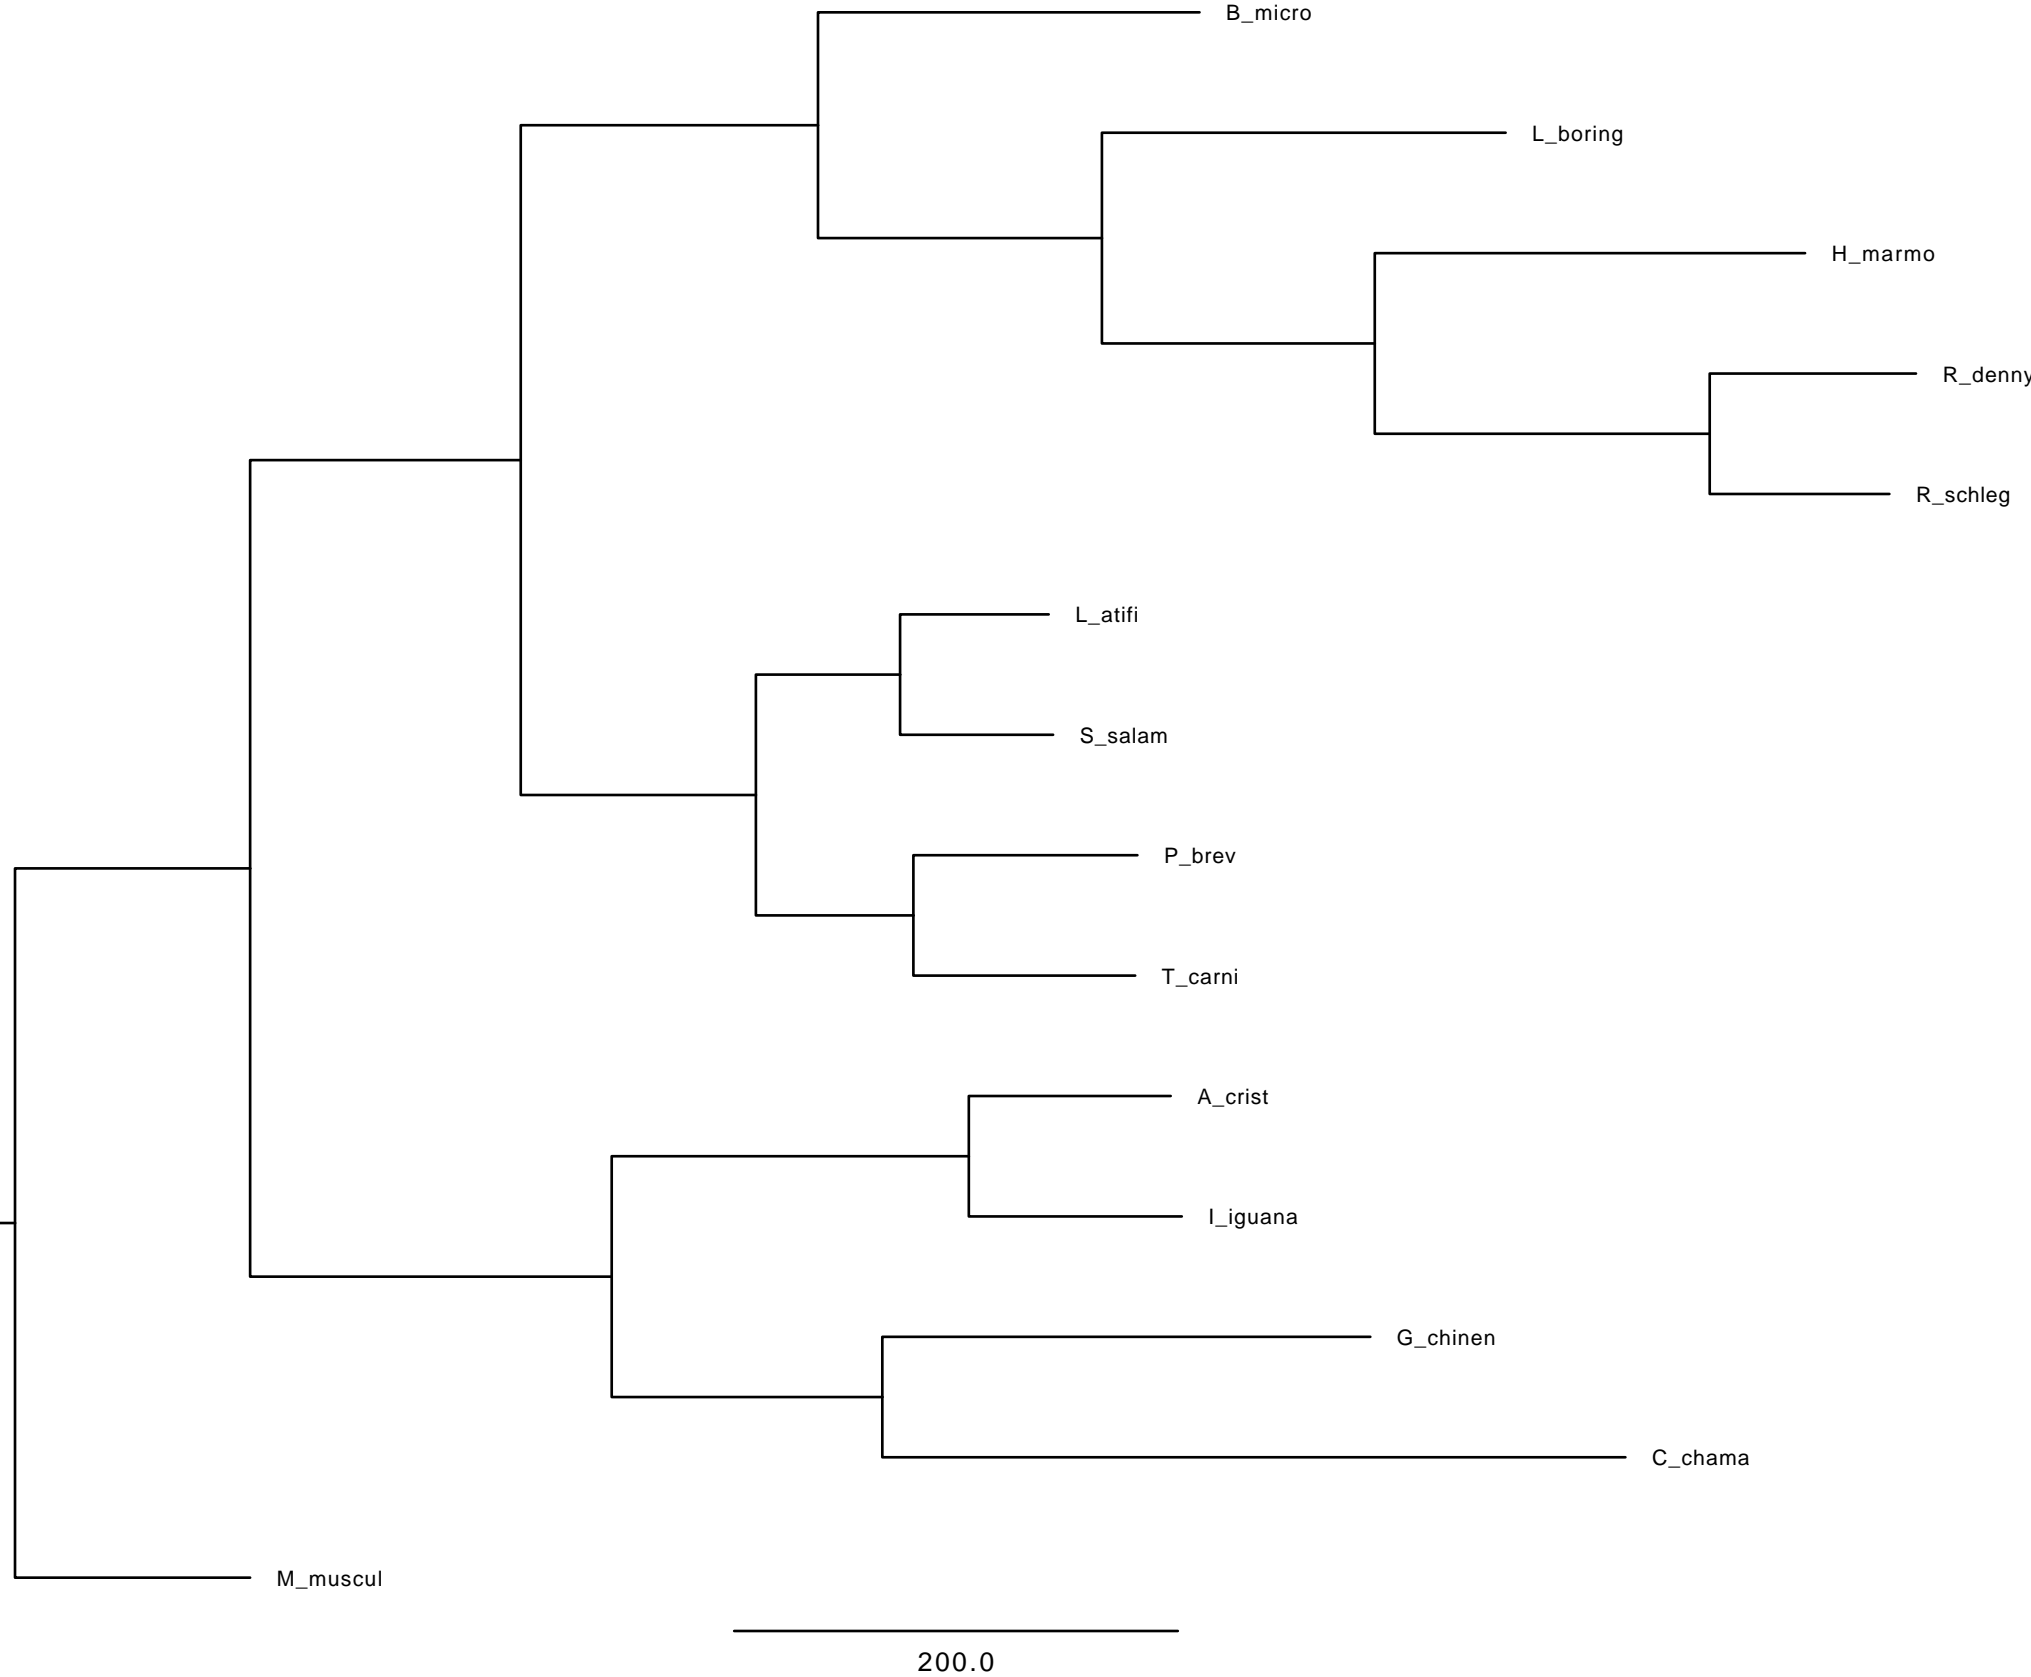 B_micro
L_boring
H_marmo
R_denny
R_schleg
L_atifi
S_salam
P_brev
T_carni
A_crist
I_iguana
G_chinen
C_chama
M_muscul
200.0